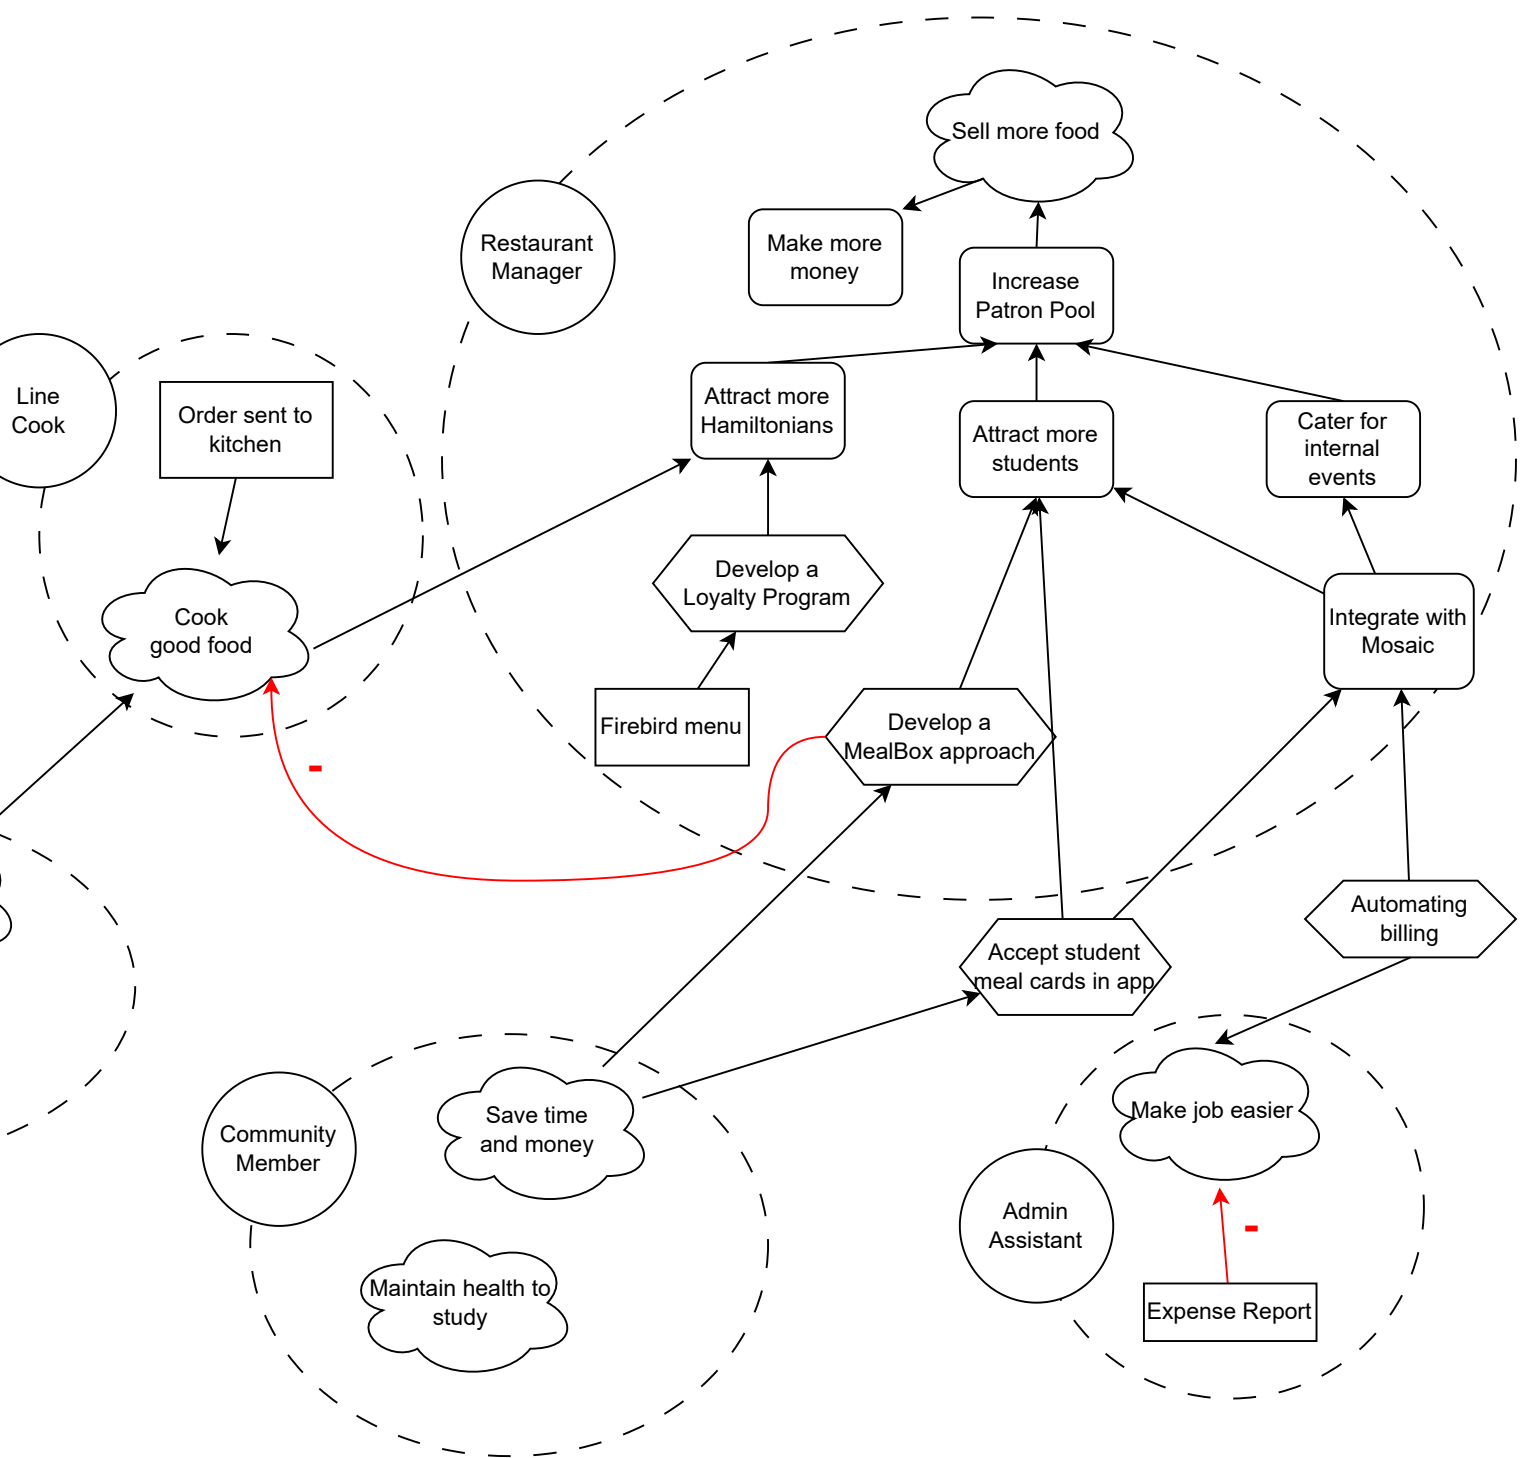 Sell more food
Restaurant
Manager
Make more
money
Increase
Patron Pool
Line
Cook
Order sent to
kitchen
Attract more
Hamiltonians
Attract more
students
Cater for
internal
events
Develop a
Loyalty Program
Cook
good food
Integrate with
Mosaic
Firebird menu
Develop a
MealBox approach
-
Automating
billing
Accept student
meal cards in app
Save time
and money
Community
Member
Make job easier
Admin
Assistant
-
Maintain health to
study
Expense Report